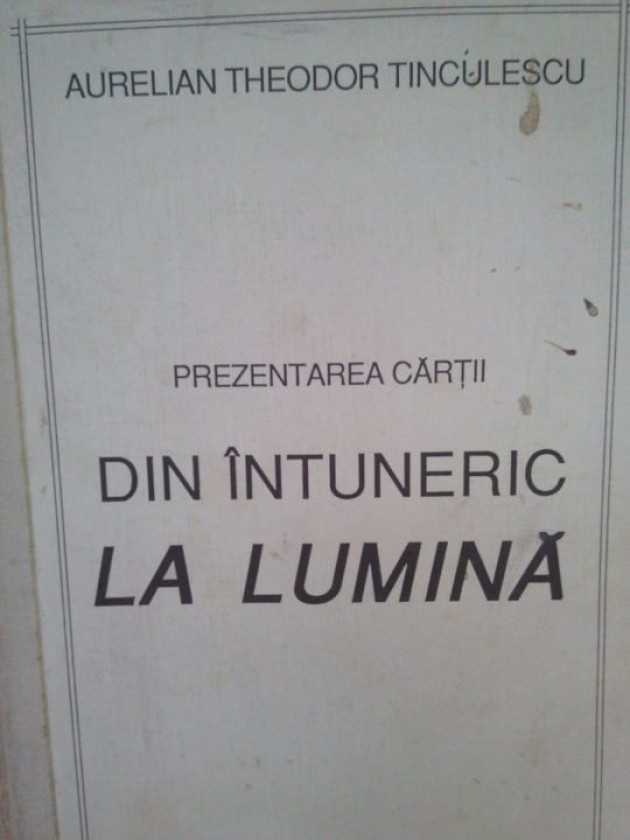 AURELIAN THEODOR TINCULESCU
PREZENTAREA CĂRȚII
DIN ÎNTUNERIC
LA LUMINĂ